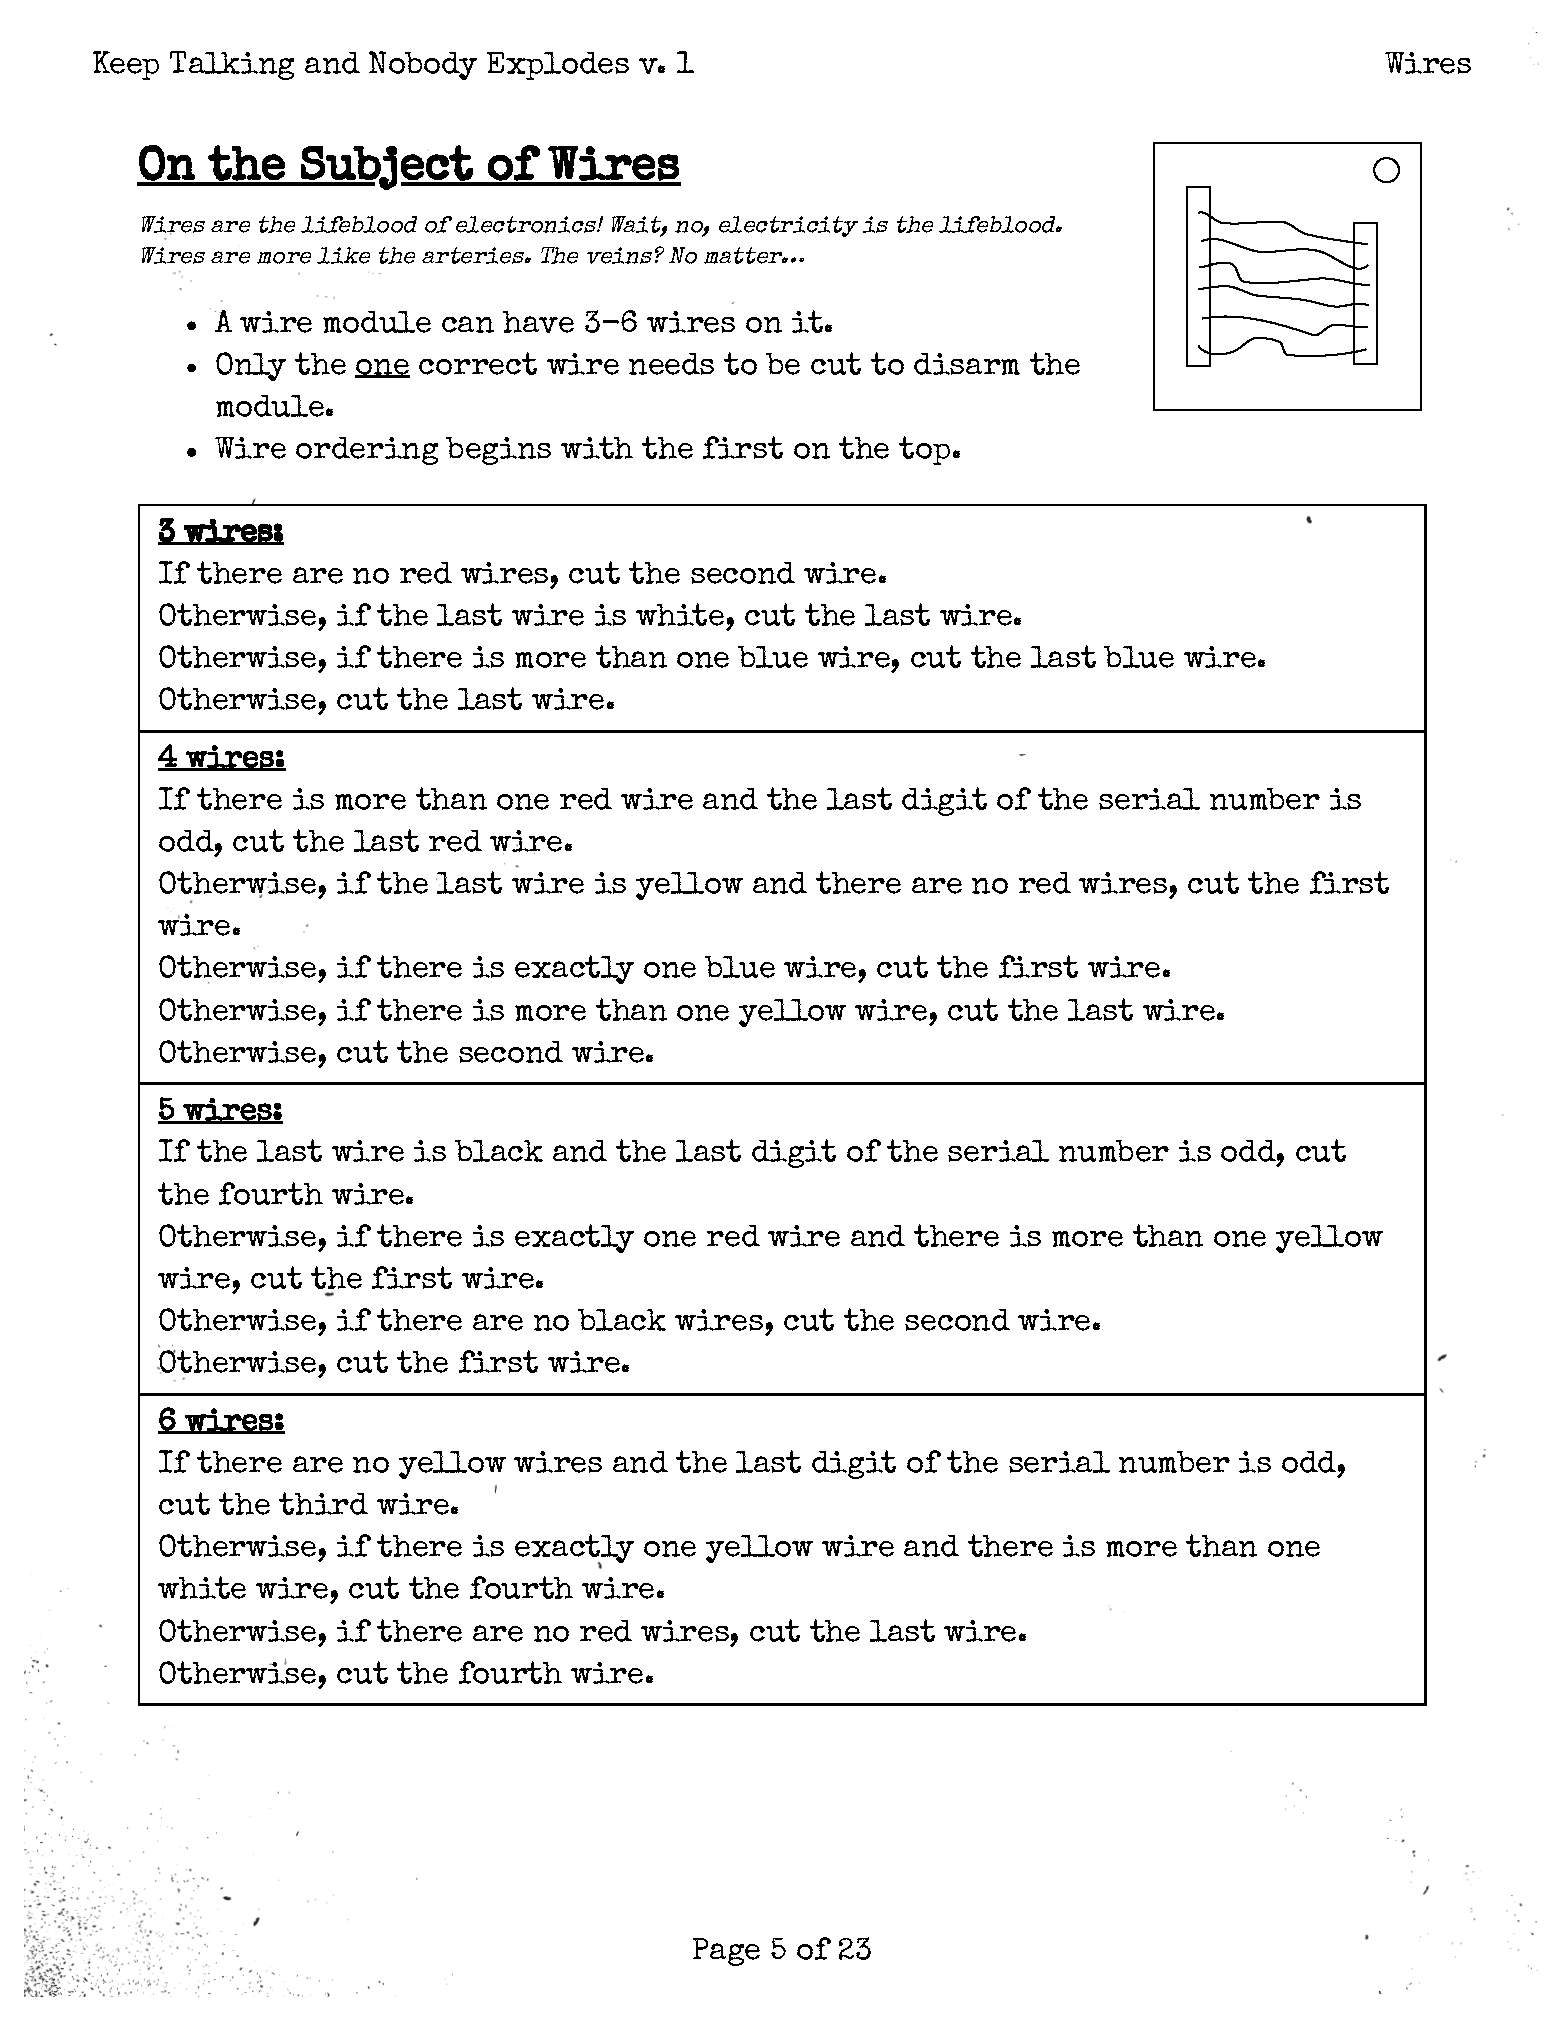 Keep Talking and Nobody Explodes v. 1
Wires
On the Subject of Wires
Wires are the lifeblood of electronics! Wait, no, electricity is the lifeblood.
Wires are more like the arteries. The veins? No matter...
• A wire module can have 3-6 wires on it.
• Only the one correct wire needs to be cut to disarm the
module.
• Wire ordering begins with the first on the top.
3 wires:
If there are no red wires, cut the second wire.
Otherwise, if the last wire is white, cut the last wire.
Otherwise, if there is more than one blue wire, cut the last blue wire.
Otherwise, cut the last wire.
4 wires:
If there is more than one red wire and the last digit of the serial number is
odd, cut the last red wire.
Otherwise, if the last wire is yellow and there are no red wires, cut the first
wire.
Otherwise, if there is exactly one blue wire, cut the first wire.
Otherwise, if there is more than one yellow wire, cut the last wire.
Otherwise, cut the second wire.
5 wires:
If the last wire is black and the last digit of the serial number is odd, cut
the fourth wire.
Otherwise, if there is exactly one red wire and there is more than one yellow
wire, cut the first wire.
Otherwise, if there are no black wires, cut the second wire.
Otherwise, cut the first wire.
6 wires:
If there are no yellow wires and the last digit of the serial number is odd,
cut the third wire.
Otherwise, if there is exactly one yellow wire and there is more than one
white wire, cut the fourth wire.
Otherwise, if there are no red wires, cut the last wire.
Otherwise, cut the fourth wire.
Page 5 of 23